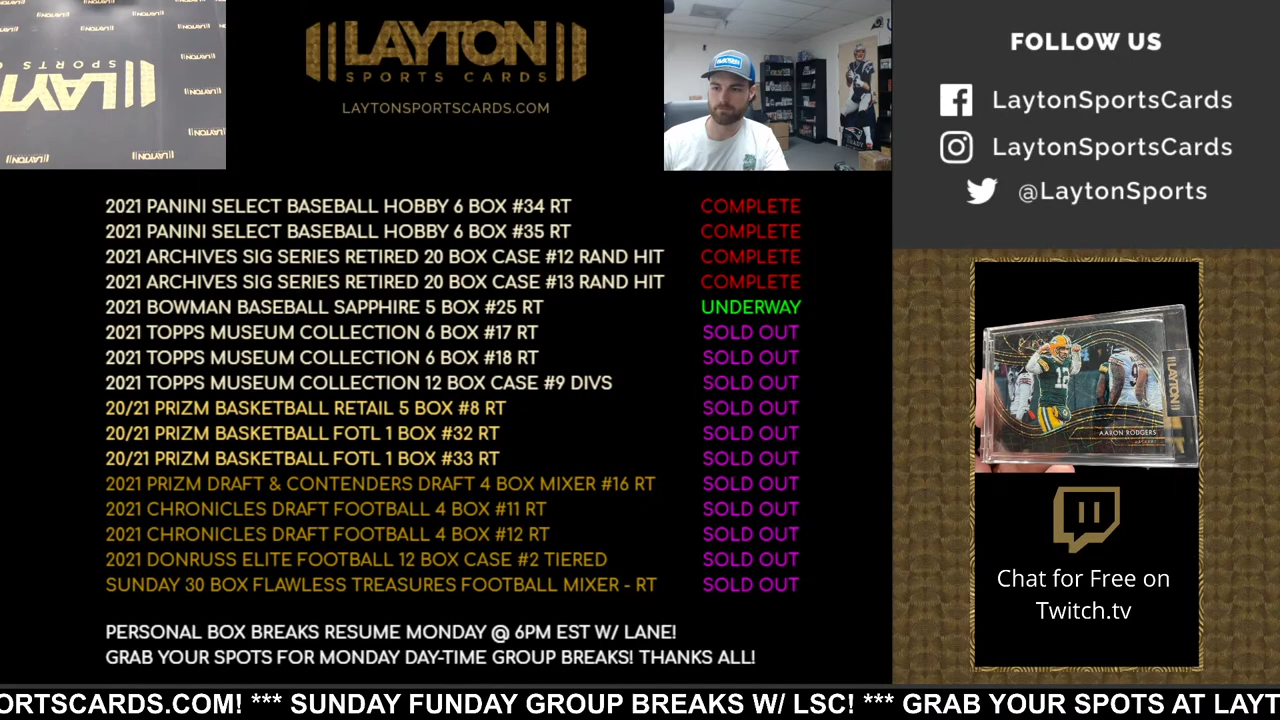 LAYTON
SPORTS CARDS
LAYTONSPORTSCARDS.COM
FOLLOW US
LaytonSportsCards
LaytonSportsCards
@LaytonSports
2021 PANINI SELECT BASEBALL HOBBY 6 BOX #34 RT COMPLETE
2021 PANINI SELECT BASEBALL HOBBY 6 BOX #35 RT COMPLETE
2021 ARCHIVES SIG SERIES RETIRED 20 BOX CASE #12 RAND HIT COMPLETE
2021 ARCHIVES SIG SERIES RETIRED 20 BOX CASE #13 RAND HIT COMPLETE
2021 BOWMAN BASEBALL SAPPHIRE 5 BOX #25 RT UNDERWAY
2021 TOPPS MUSEUM COLLECTION 6 BOX #17 RT SOLD OUT
2021 TOPPS MUSEUM COLLECTION 6 BOX #18 RT SOLD OUT
2021 TOPPS MUSEUM COLLECTION 12 BOX CASE #9 DIVS SOLD OUT
20/21 PRIZM BASKETBALL RETAIL 5 BOX #8 RT SOLD OUT
20/21 PRIZM BASKETBALL FOTL 1 BOX #32 RT SOLD OUT
20/21 PRIZM BASKETBALL FOTL 1 BOX #33 RT SOLD OUT
2021 PRIZM DRAFT & CONTENDERS DRAFT 4 BOX MIXER #16 RT SOLD OUT
2021 CHRONICLES DRAFT FOOTBALL 4 BOX #11 RT SOLD OUT
2021 CHRONICLES DRAFT FOOTBALL 4 BOX #12 RT SOLD OUT
2021 DONRUSS ELITE FOOTBALL 12 BOX CASE #2 TIERED SOLD OUT
SUNDAY 30 BOX FLAWLESS TREASURES FOOTBALL MIXER - RT SOLD OUT
PERSONAL BOX BREAKS RESUME MONDAY @ 6PM EST W/ LANE!
GRAB YOUR SPOTS FOR MONDAY DAY-TIME GROUP BREAKS! THANKS ALL!
12
AARON RODGERS
LAYTON
Chat for Free on
Twitch.tv
ORTSCARDS.COM! *** SUNDAY FUNDAY GROUP BREAKS W/ LSC! *** GRAB YOUR SPOTS AT LAYT